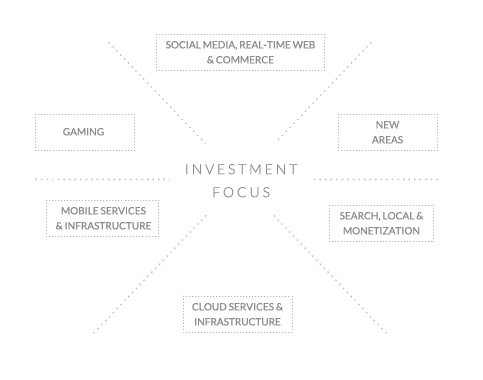 SOCIAL MEDIA, REAL-TIME WEB
& COMMERCE
GAMING
NEW
AREAS
INVESTMENT
FOCUS
MOBILE SERVICES
& INFRASTRUCTURE
SEARCH, LOCAL &
MONETIZATION
CLOUD SERVICES &
INFRASTRUCTURE